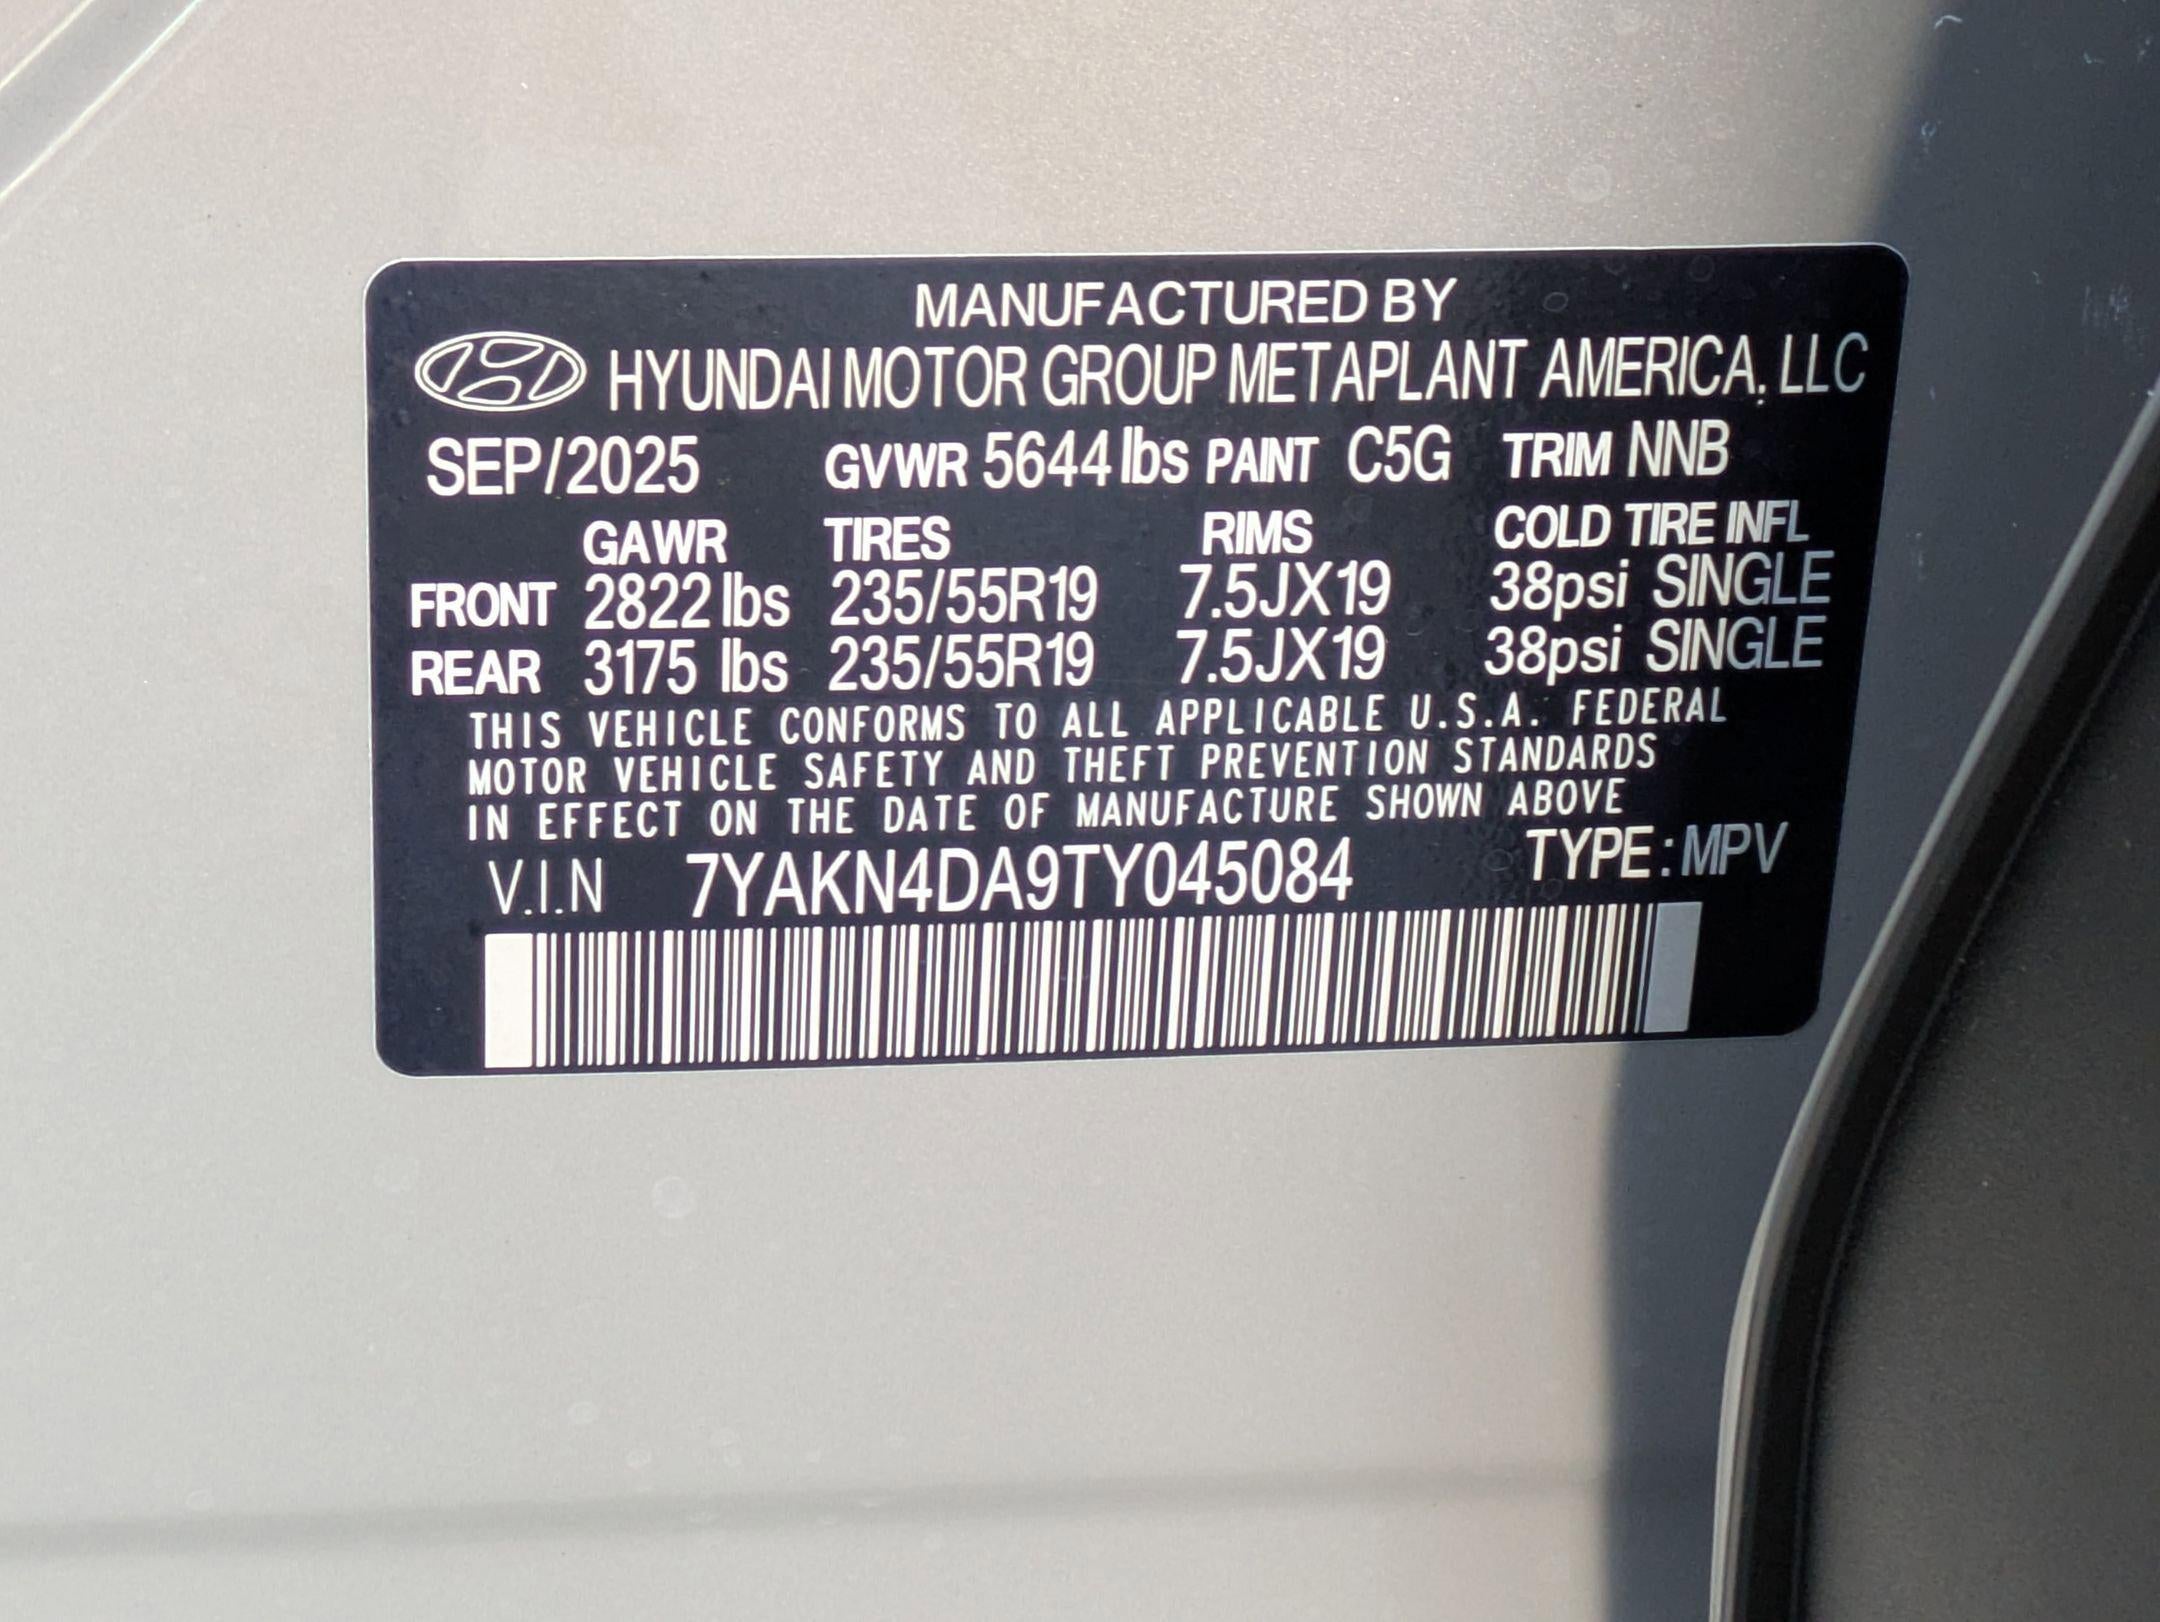 MANUFACTURED BY
HYUNDAI MOTOR GROUP METAPLANT AMERICA, LLC
SEP/2025 GVWR 5644 lbs PAINT C5G TRIM NNB
GAWR TIRES RIMS COLD TIRE INFL
FRONT 2822 lbs 235/55R19 7.5JX19 38psi SINGLE
REAR 3175 lbs 235/55R19 7.5JX19 38psi SINGLE
THIS VEHICLE CONFORMS TO ALL APPLICABLE U.S.A. FEDERAL
MOTOR VEHICLE SAFETY AND THEFT PREVENTION STANDARDS
IN EFFECT ON THE DATE OF MANUFACTURE SHOWN ABOVE
V.I.N 7YAKN4DA9TY045084 TYPE: MPV